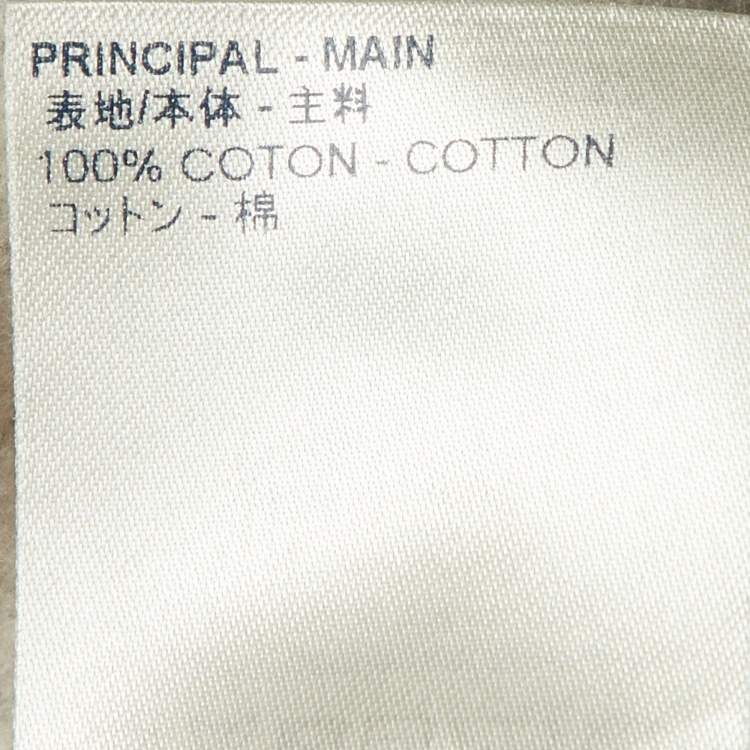 PRINCIPAL - MAIN
表地/本体 - 主料
100% COTON - COTTON
コットン - 棉